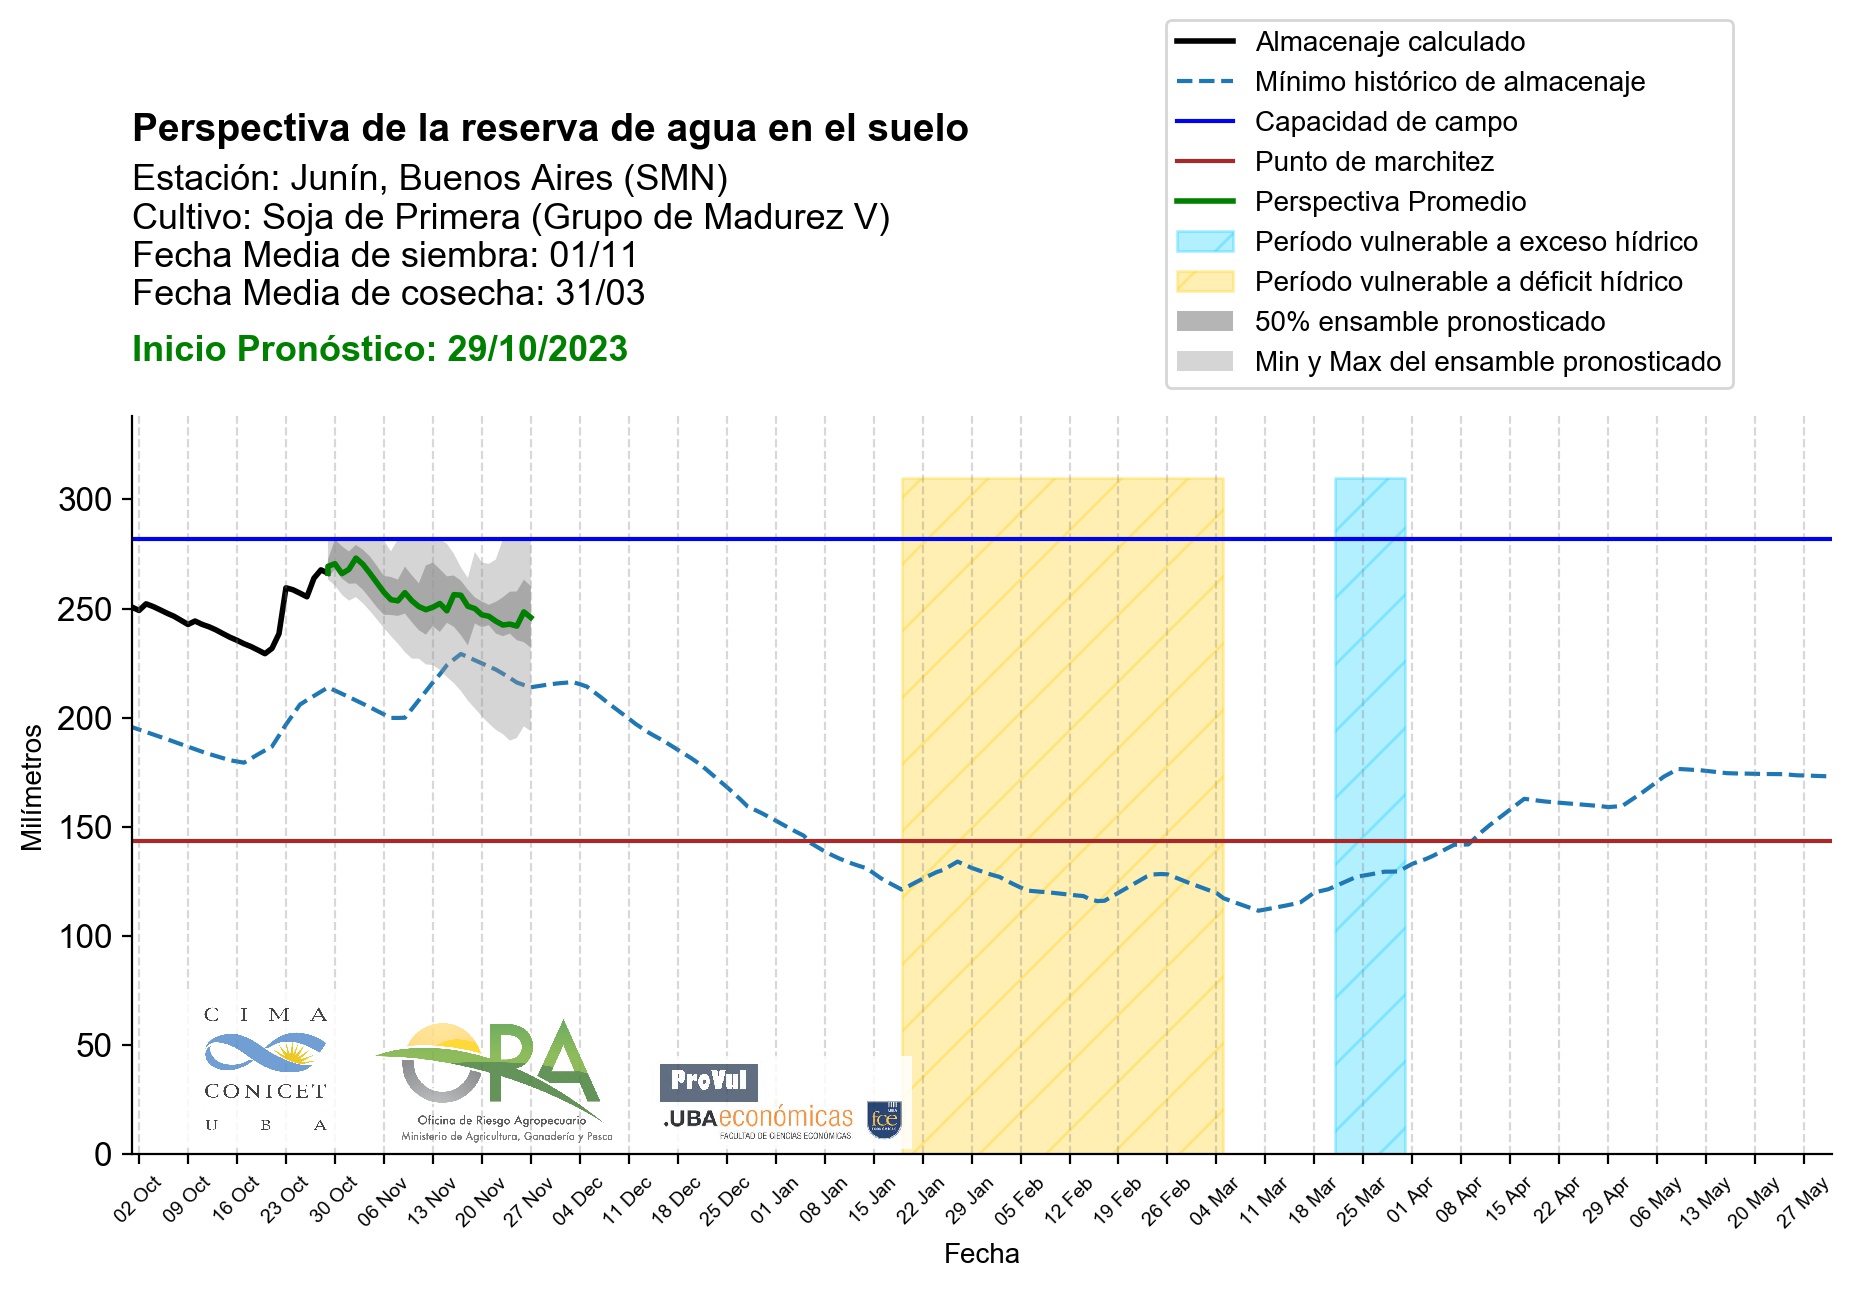 Almacenaje calculado
Mínimo histórico de almacenaje
Capacidad de campo
Punto de marchitez
Perspectiva Promedio
Período vulnerable a exceso hídrico
Período vulnerable a déficit hídrico
50% ensamble pronosticado
Min y Max del ensamble pronosticado
Perspectiva de la reserva de agua en el suelo
Estación: Junín, Buenos Aires (SMN)
Cultivo: Soja de Primera (Grupo de Madurez V)
Fecha Media de siembra: 01/11
Fecha Media de cosecha: 31/03
Inicio Pronóstico: 29/10/2023
Milímetros
300
250
200
150
100
50
0
CIMA
CONICET
UBA
ORA
Oficina de Riesgo Agropecuario
Ministerio de Agricultura, Ganadería y Pesca
ProVul
.UBAeconómicas
FACULTAD DE CIENCIAS ECONÓMICAS
fce
02 Oct 09 Oct 16 Oct 23 Oct 30 Oct 06 Nov 13 Nov 20 Nov 27 Nov 04 Dec 11 Dec 18 Dec 25 Dec 01 Jan 08 Jan 15 Jan 22 Jan 29 Jan 05 Feb 12 Feb 19 Feb 26 Feb 04 Mar 11 Mar 18 Mar 25 Mar 01 Apr 08 Apr 15 Apr 22 Apr 29 Apr 06 May 13 May 20 May 27 May
Fecha